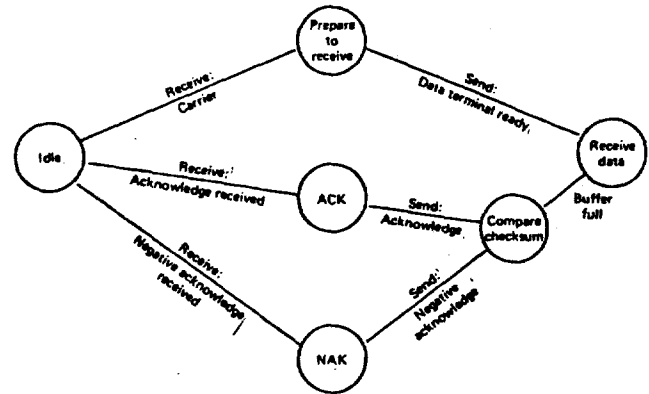 Prepare
to
receive
Receive:
Carrier
Send:
Data terminal ready
Idle
Receive:
Acknowledge received
ACK
Send:
Acknowledge
Compare
checksum
Receive
data
Buffer
full
Receive:
Negative acknowledge
received
Send:
Negative
acknowledge
NAK